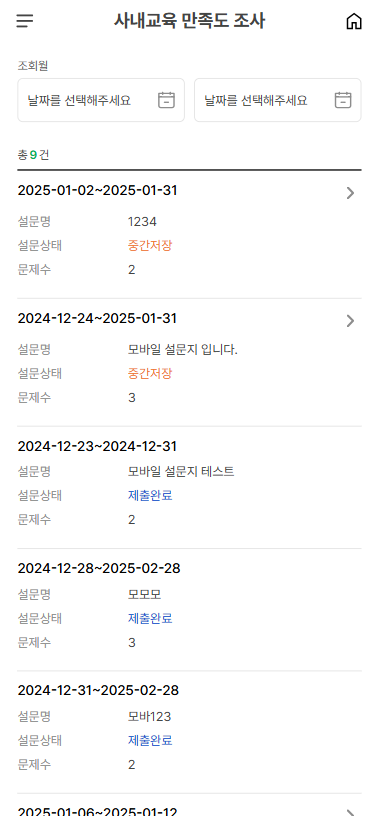 사내교육 만족도 조사
조회월
날짜를 선택해주세요 날짜를 선택해주세요
총 9 건
2025-01-02~2025-01-31
설문명 1234
설문상태 중간저장
문제수 2
2024-12-24~2025-01-31
설문명 모바일 설문지 입니다.
설문상태 중간저장
문제수 3
2024-12-23~2024-12-31
설문명 모바일 설문지 테스트
설문상태 제출완료
문제수 2
2024-12-28~2025-02-28
설문명 모모모
설문상태 제출완료
문제수 3
2024-12-31~2025-02-28
설문명 모바123
설문상태 제출완료
문제수 2
2025-01-06~2025-01-12